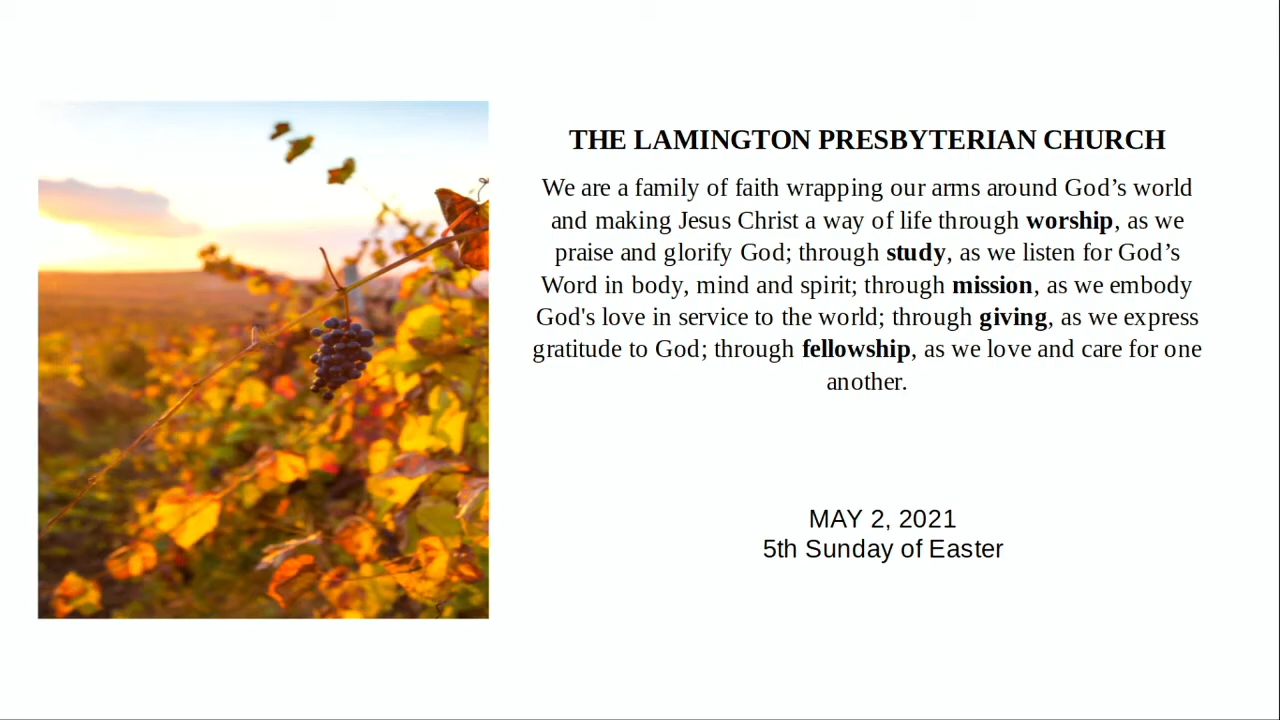 THE LAMINGTON PRESBYTERIAN CHURCH
We are a family of faith wrapping our arms around God’s world
and making Jesus Christ a way of life through worship, as we
praise and glorify God; through study, as we listen for God’s
Word in body, mind and spirit; through mission, as we embody
God's love in service to the world; through giving, as we express
gratitude to God; through fellowship, as we love and care for one
another.
MAY 2, 2021
5th Sunday of Easter